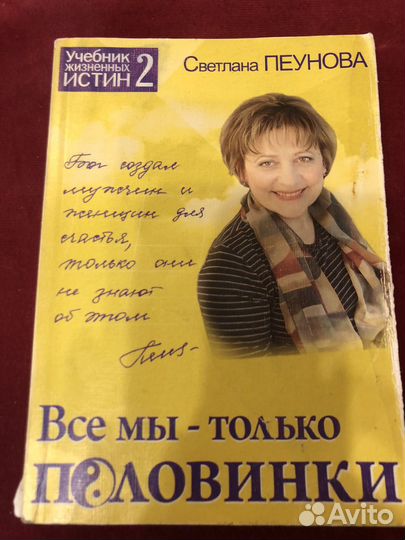 Учебник
жизненных
ИСТИН 2
Светлана ПЕУНОВА
Бог создал
мужчин и
женщин для
счастья,
только они
не знают
об этом
Все мы - только
пОловинки
Avito